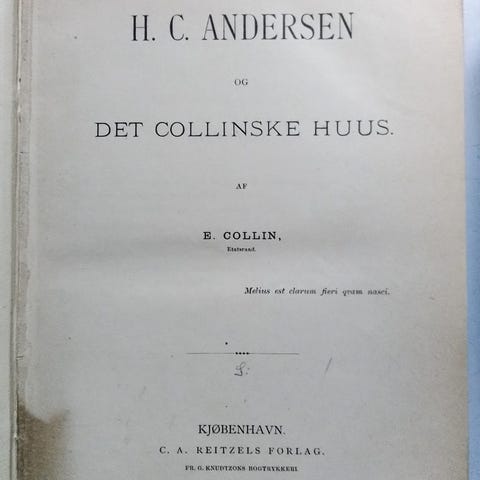 H. C. ANDERSEN
OG
DET COLLINSKE HUUS.
AF
E. COLLIN,
Etatsraad.
Melius est clarum fieri qvam nasci.
KJØBENHAVN.
C. A. REITZELS FORLAG.
FR. G. KNUDTZONS BOGTRYKKERI.